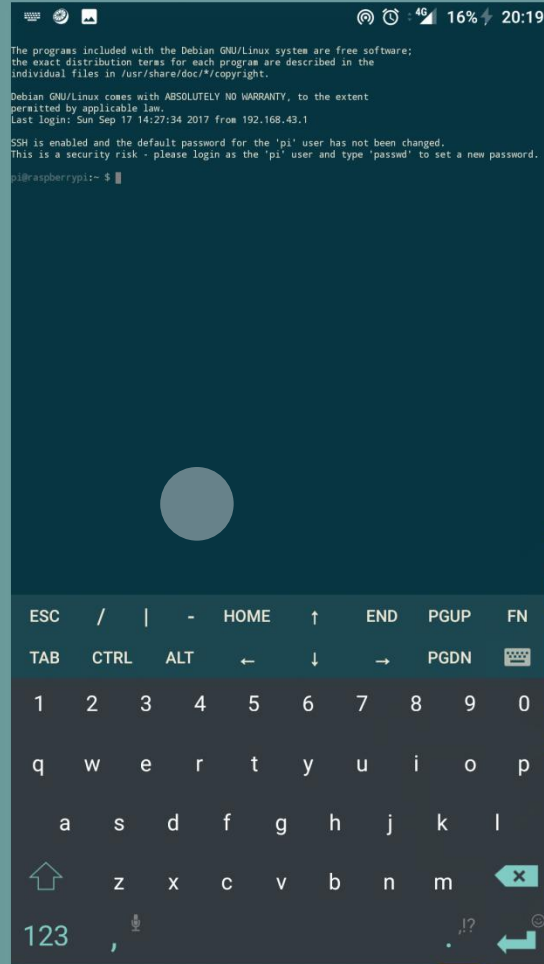 4G 16% 20:19
The programs included with the Debian GNU/Linux system are free software;
the exact distribution terms for each program are described in the
individual files in /usr/share/doc/*/copyright.
Debian GNU/Linux comes with ABSOLUTELY NO WARRANTY, to the extent
permitted by applicable law.
Last login: Sun Sep 17 14:27:34 2017 from 192.168.43.1
SSH is enabled and the default password for the 'pi' user has not been changed.
This is a security risk - please login as the 'pi' user and type 'passwd' to set a new password.
pi@raspberrypi:~ $
ESC / | - HOME ↑ END PGUP FN
TAB CTRL ALT ← ↓ → PGDN
1 2 3 4 5 6 7 8 9 0
q w e r t y u i o p
a s d f g h j k l
z x c v b n m
123 , . ,!?